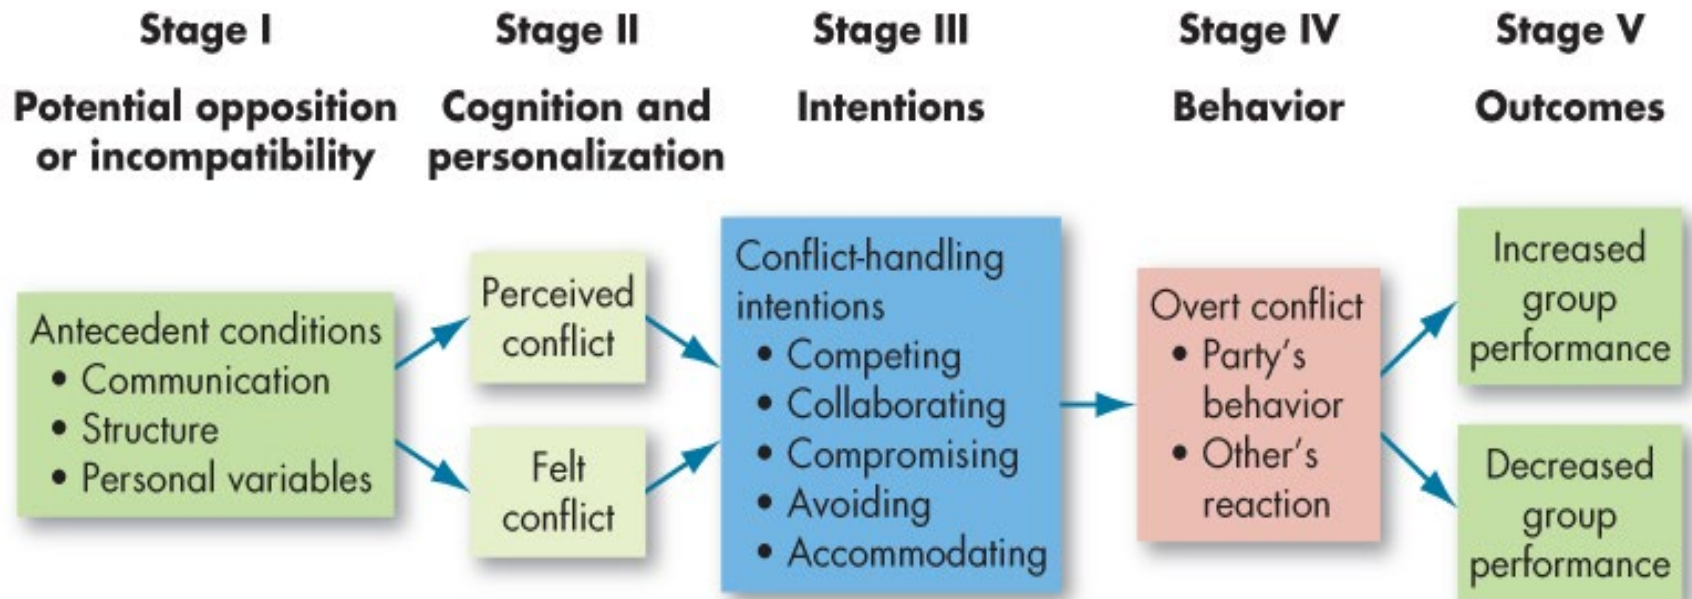 Stage I
Potential opposition
or incompatibility
Antecedent conditions
• Communication
• Structure
• Personal variables
Stage II
Cognition and
personalization
Perceived
conflict
Felt
conflict
Stage III
Intentions
Conflict-handling
intentions
• Competing
• Collaborating
• Compromising
• Avoiding
• Accommodating
Stage IV
Behavior
Overt conflict
• Party’s
behavior
• Other’s
reaction
Stage V
Outcomes
Increased
group
performance
Decreased
group
performance